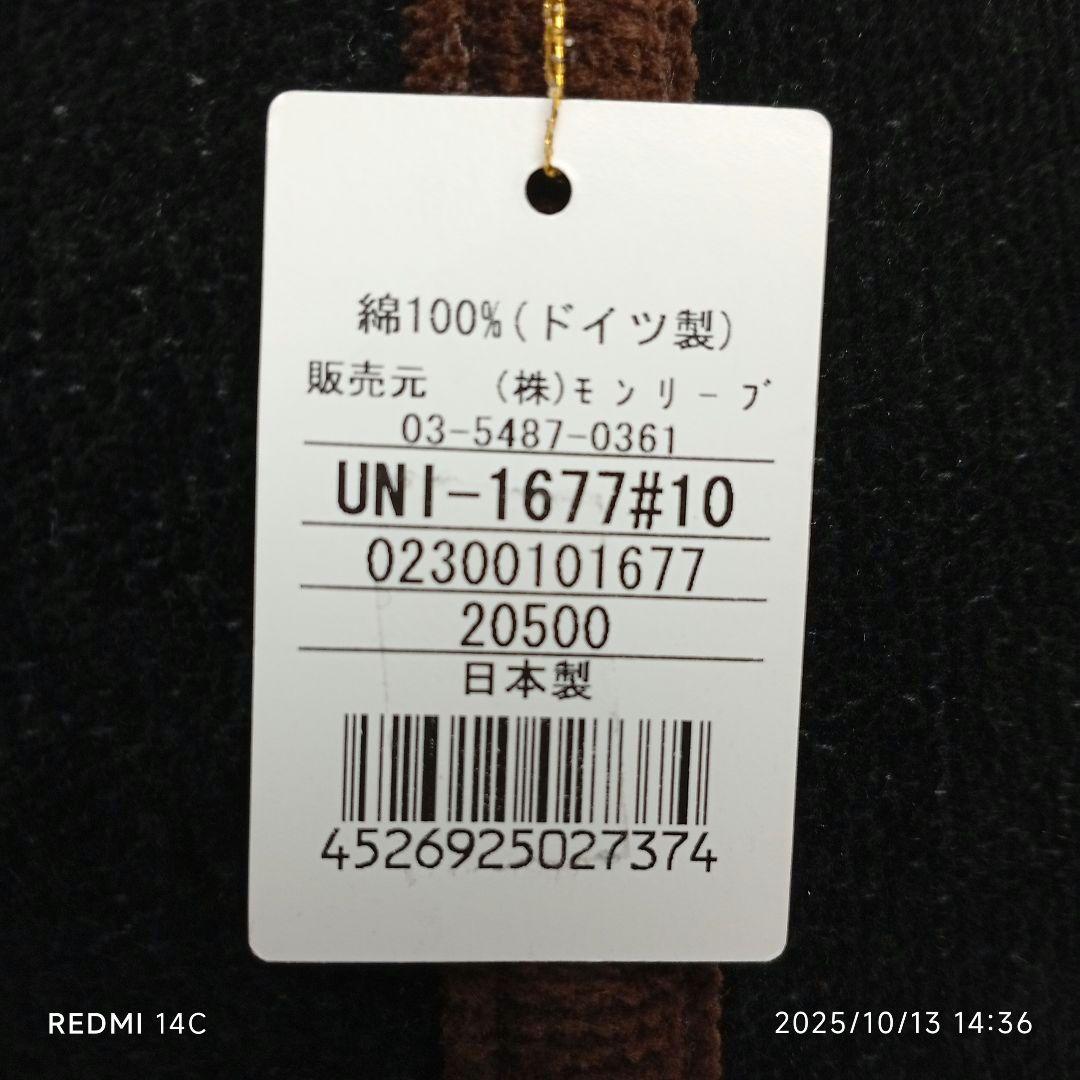 綿100%(ドイツ製)
販売元 (株)モンリーブ
03-5487-0361
UNI-1677#10
02300101677
20500
日本製
4526925027374
REDMI 14C
2025/10/13 14:36